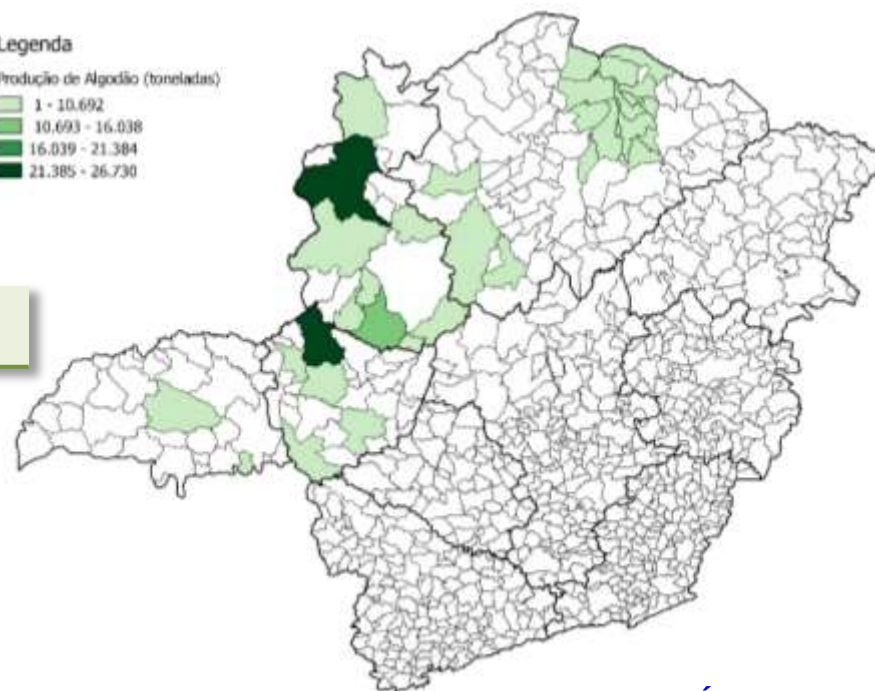 Legenda
Produção de Algodão (toneladas)
1 - 10.692
10.693 - 16.038
16.039 - 21.384
21.385 - 26.730